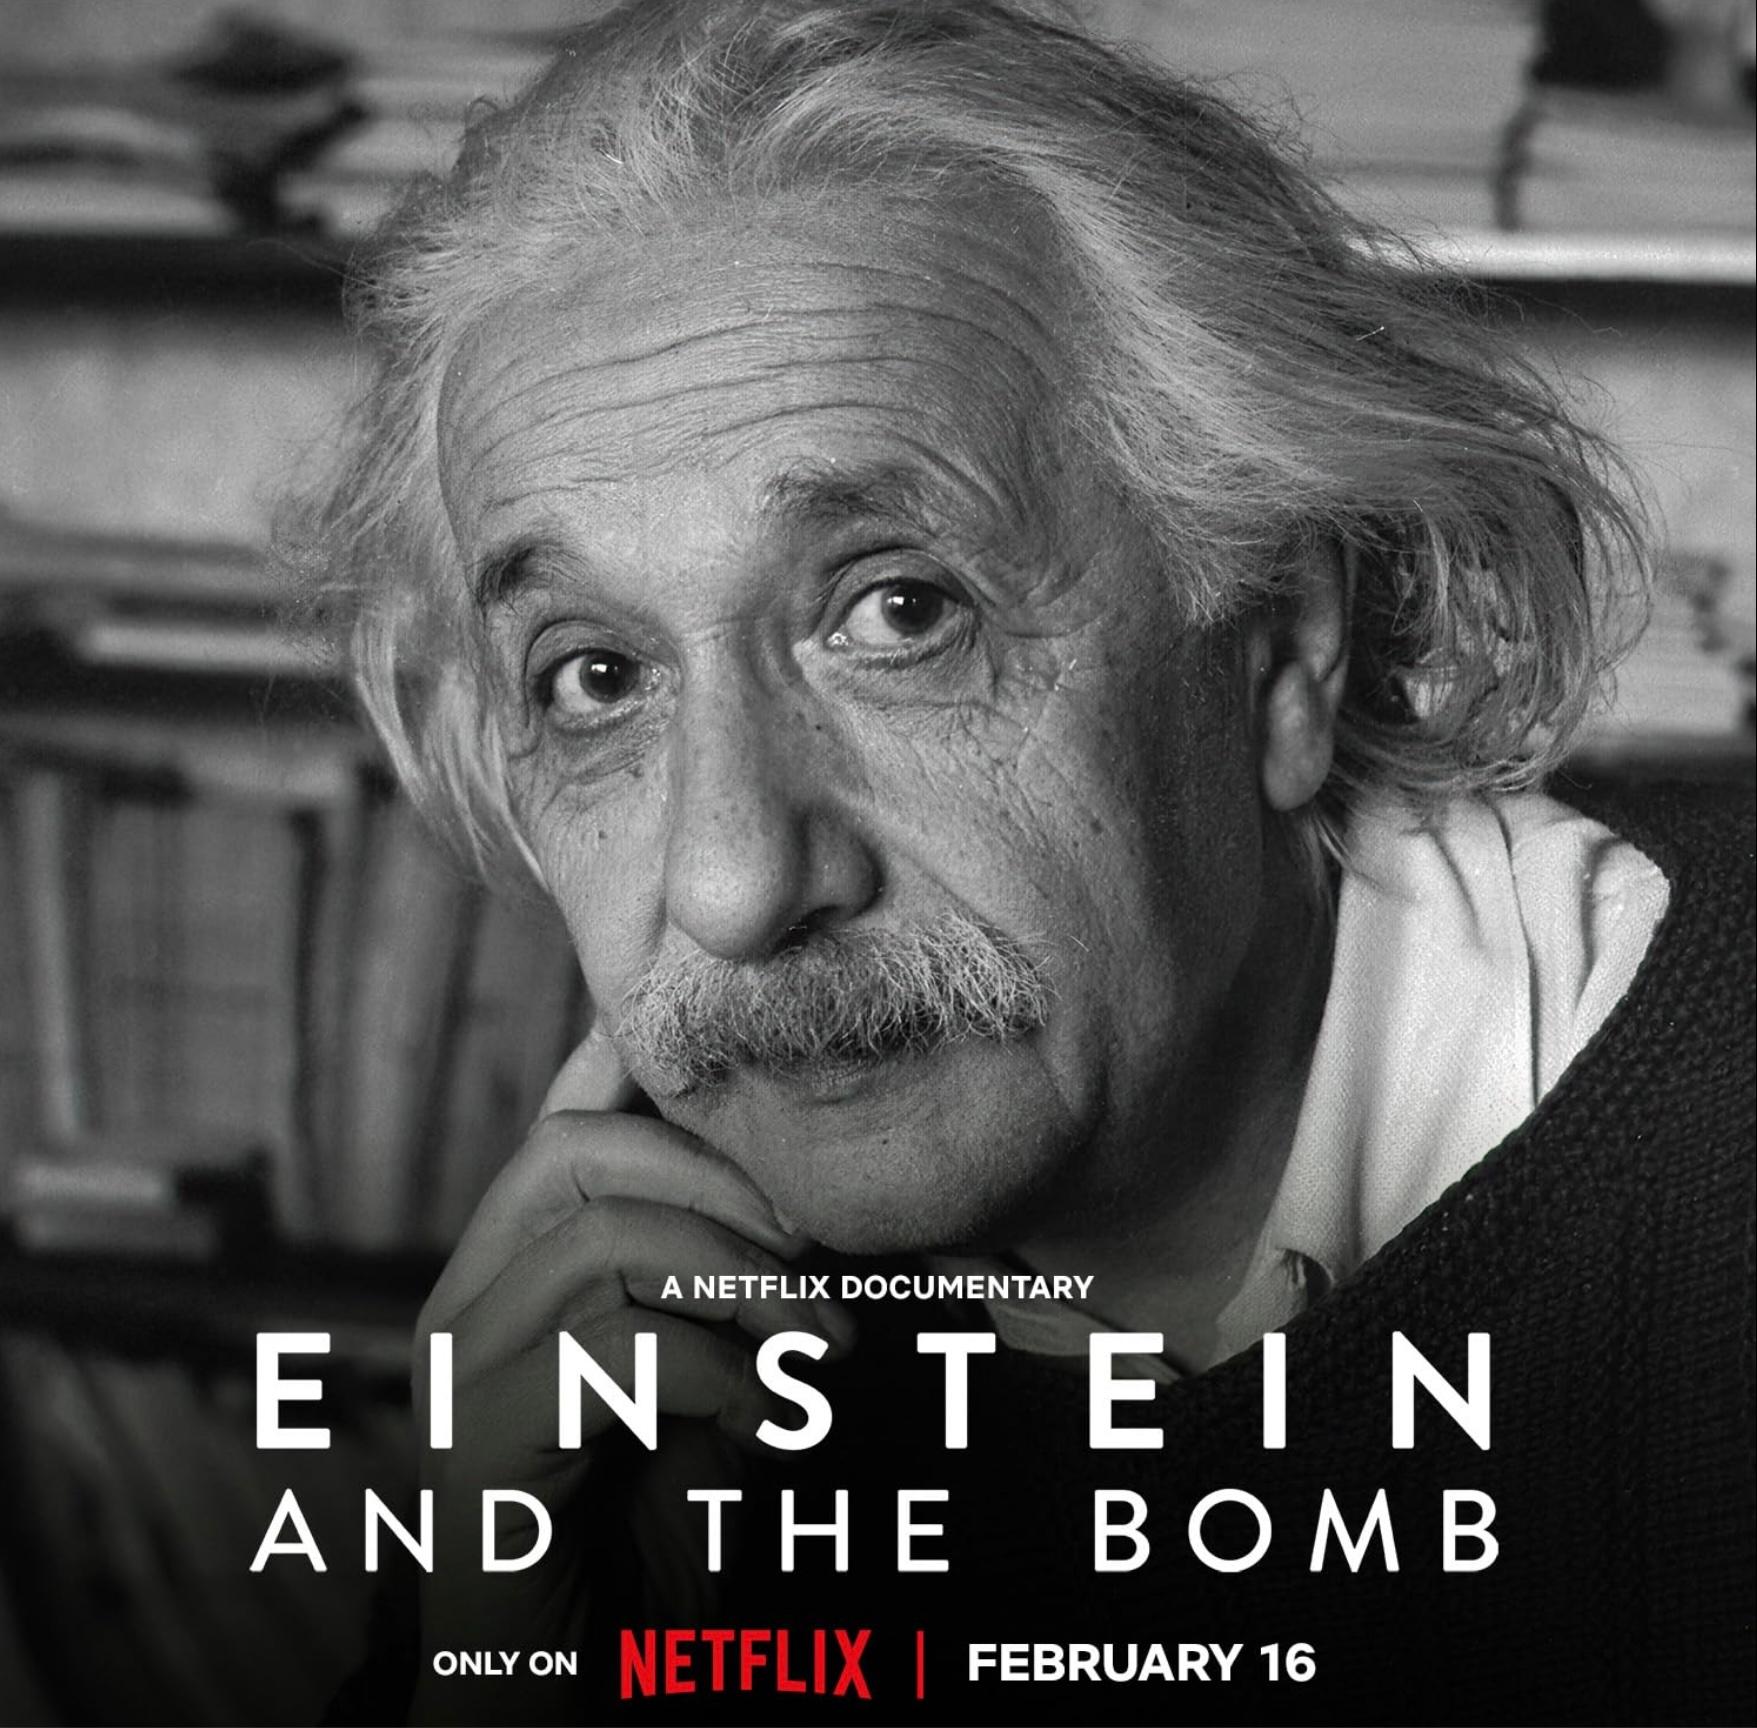 A NETFLIX DOCUMENTARY
EINSTEIN
AND THE BOMB
ONLY ON NETFLIX | FEBRUARY 16